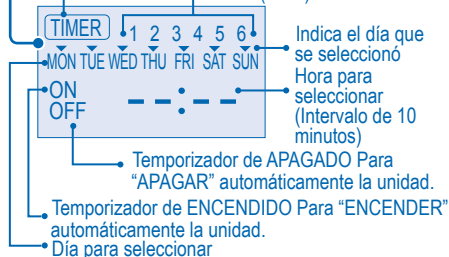 TIMER 1 2 3 4 5 6
MON TUE WED THU FRI SAT SUN
ON
OFF
--:--
Indica el día que
se seleccionó
Hora para
seleccionar
(Intervalo de 10
minutos)
Temporizador de APAGADO Para
“APAGAR” automáticamente la unidad.
Temporizador de ENCENDIDO Para “ENCENDER”
automáticamente la unidad.
Día para seleccionar